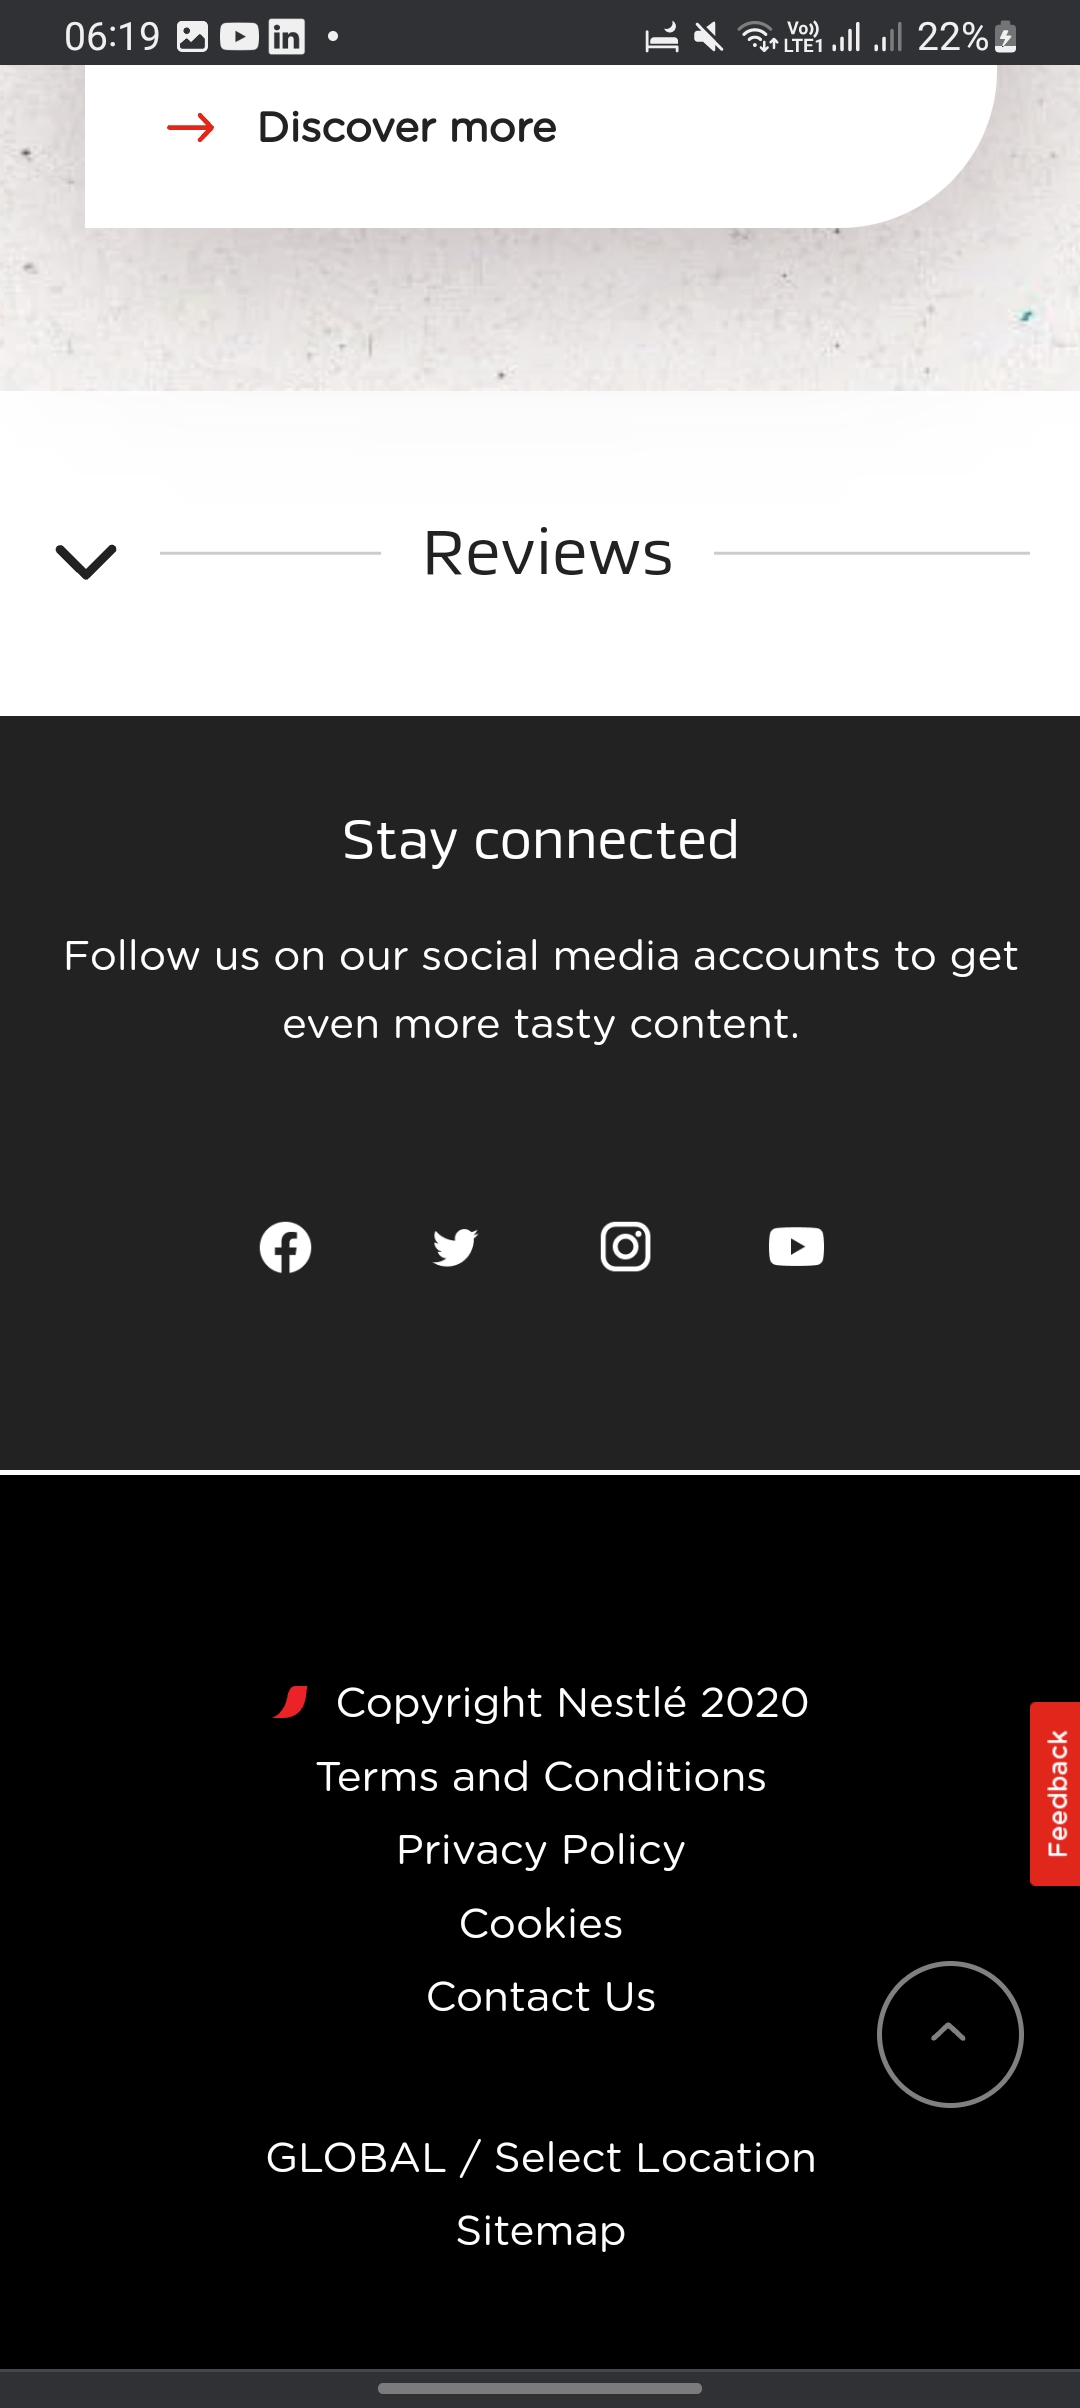 06:19
Vo)) LTE1 22%
Discover more
Reviews
Stay connected
Follow us on our social media accounts to get
even more tasty content.
Copyright Nestlé 2020
Terms and Conditions
Privacy Policy
Feedback
Cookies
Contact Us
GLOBAL / Select Location
Sitemap